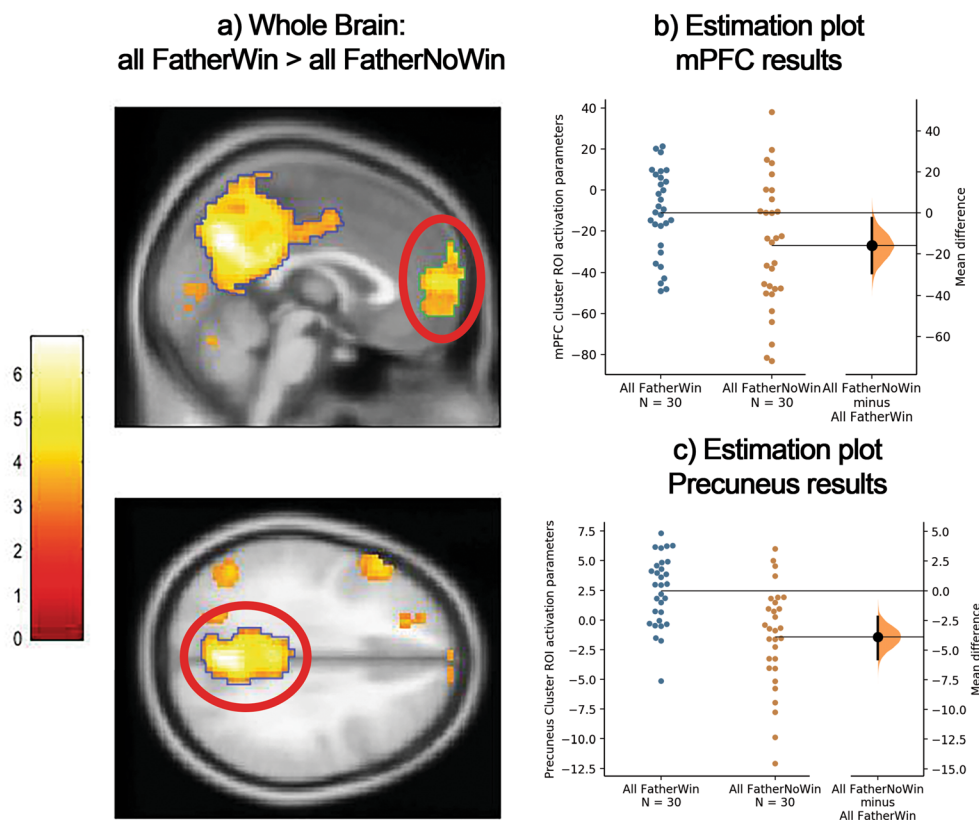 a) Whole Brain:
all FatherWin > all FatherNoWin
6
5
4
3
2
1
0
b) Estimation plot
mPFC results
mPFC cluster ROI activation parameters
40
20
0
−20
−40
−60
−80
40
20
0
−20
−40
−60
Mean difference
All FatherWin
N = 30
All FatherNoWin
N = 30
All FatherNoWin
minus
All FatherWin
c) Estimation plot
Precuneus results
Precuneus Cluster ROI activation parameters
7.5
5.0
2.5
0.0
−2.5
−5.0
−7.5
−10.0
−12.5
5.0
2.5
0.0
−2.5
−5.0
−7.5
−10.0
−12.5
−15.0
Mean difference
All FatherWin
N = 30
All FatherNoWin
N = 30
All FatherNoWin
minus
All FatherWin